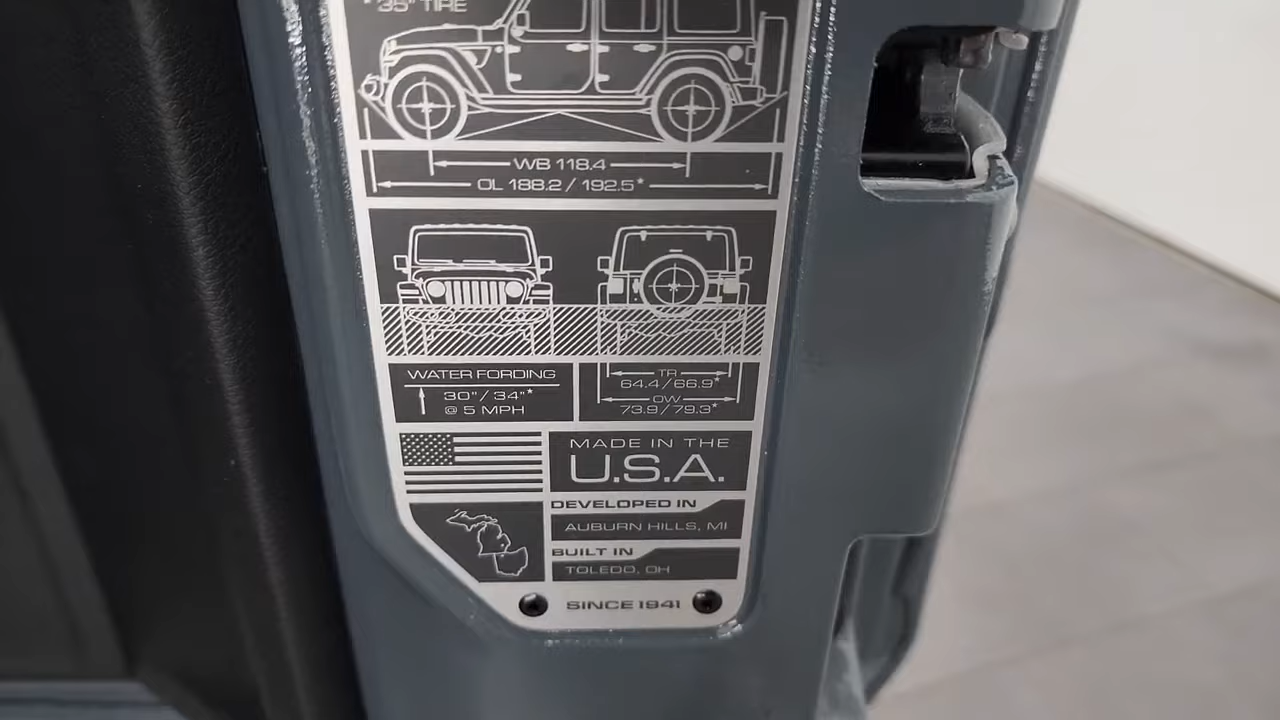 * 35" TIRE
WB 118.4
OL 188.2 / 192.5*
WATER FORDING
30" / 34"*
@ 5 MPH
TR
64.4 / 66.9*
OW
73.9 / 79.3*
MADE IN THE
U.S.A.
DEVELOPED IN
AUBURN HILLS, MI
BUILT IN
TOLEDO, OH
SINCE 1941